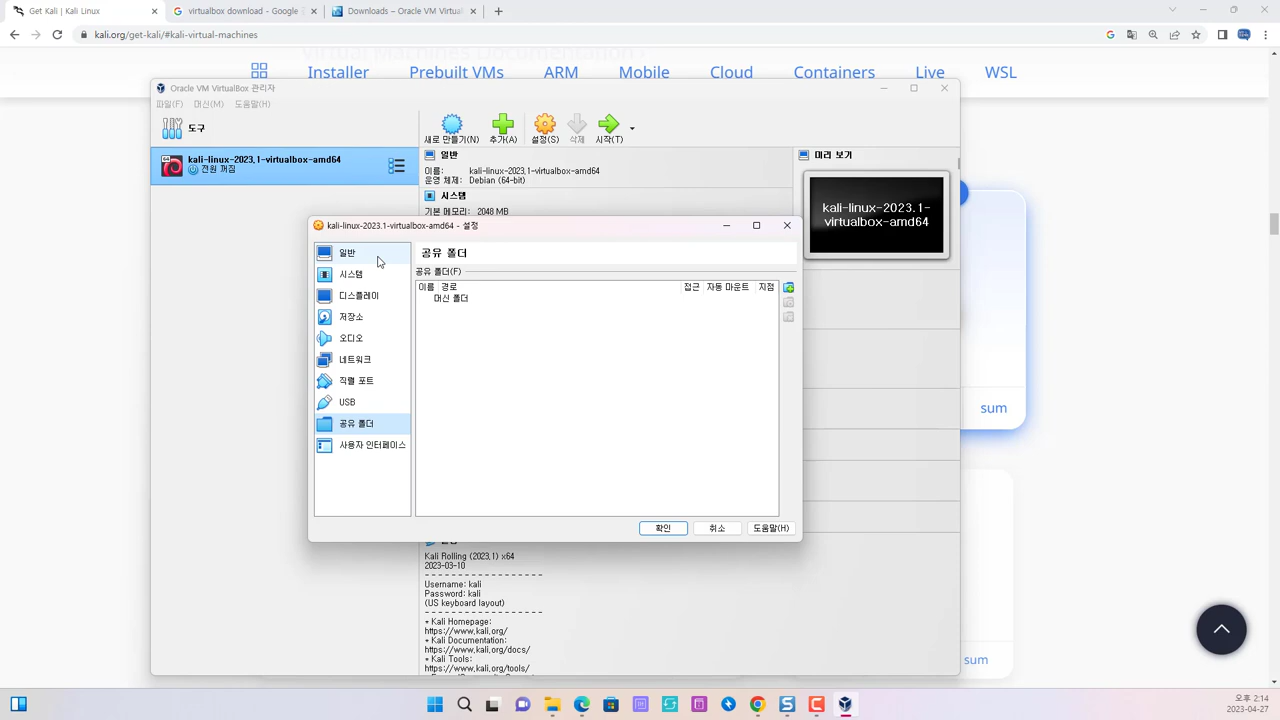 Get Kali | Kali Linux
virtualbox download - Google
Downloads – Oracle VM Virtual
kali.org/get-kali/#kali-virtual-machines
Installer
Prebuilt VMs
ARM
Mobile
Cloud
Containers
Live
WSL
Oracle VM VirtualBox 관리자
파일(F)
머신(M)
도움말(H)
도구
새로 만들기(N)
추가(A)
설정(S)
삭제
시작(T)
kali-linux-2023.1-virtualbox-amd64
전원 꺼짐
일반
이름:
kali-linux-2023.1-virtualbox-amd64
운영 체제:
Debian (64-bit)
시스템
기본 메모리:
2048 MB
미리 보기
kali-linux-2023.1-
virtualbox-amd64
kali-linux-2023.1-virtualbox-amd64 - 설정
일반
시스템
디스플레이
저장소
오디오
네트워크
직렬 포트
USB
공유 폴더
사용자 인터페이스
공유 폴더
공유 폴더(F)
이름
경로
접근
자동 마운트
지점
머신 폴더
확인
취소
도움말(H)
Kali Rolling (2023.1) x64
2023-03-10
- - - - - - - - - - - - - - - - - - - -
Username: kali
Password: kali
(US keyboard layout)
- - - - - - - - - - - - - - - - - - - -
+ Kali Homepage:
https://www.kali.org/
+ Kali Documentation:
https://www.kali.org/docs/
+ Kali Tools:
https://www.kali.org/tools/
sum
sum
오후 2:14
2023-04-27